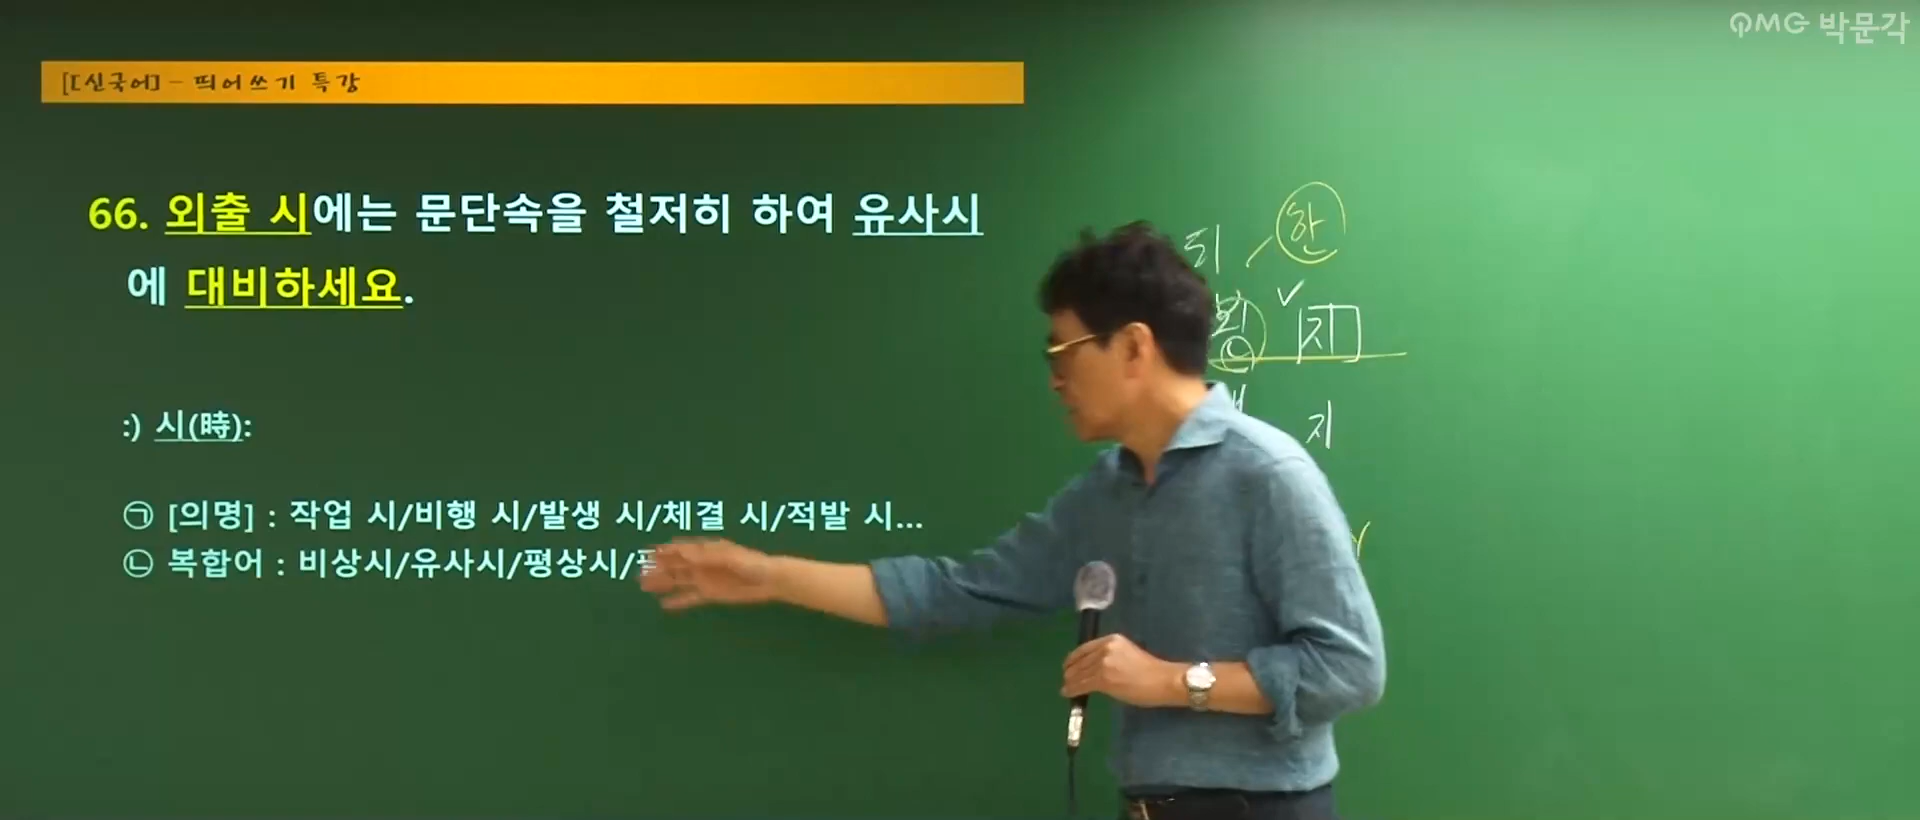 PMG 박문각
[[신국어] - 띄어쓰기 특강
66. 외출 시에는 문단속을 철저히 하여 유사시
에 대비하세요.
:) 시(時):
㉠ [의명] : 작업 시/비행 시/발생 시/체결 시/적발 시...
㉡ 복합어 : 비상시/유사시/평상시/
되 한
지
지